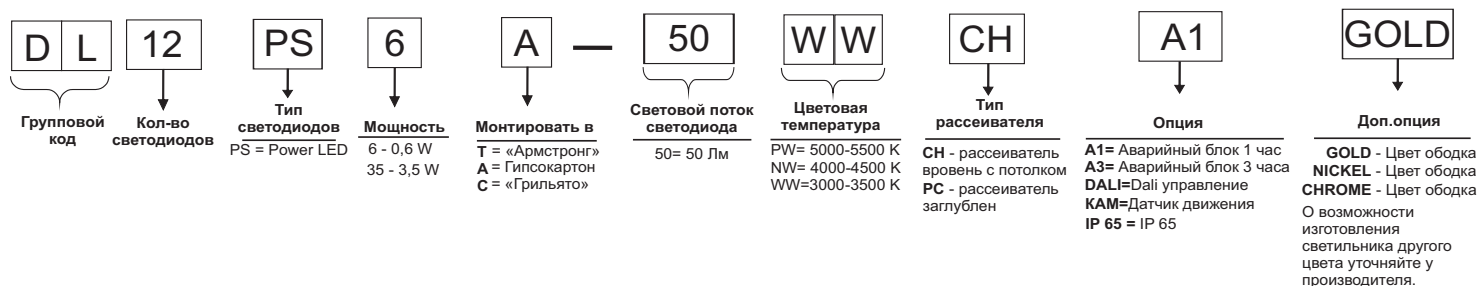 D L 12 PS 6 A — 50 W W CH A1 GOLD
Групповой
код
Кол-во
светодиодов
Тип
светодиодов
PS = Power LED
Мощность
6 - 0,6 W
35 - 3,5 W
Монтировать в
T = «Армстронг»
A = Гипсокартон
C = «Грильято»
Световой поток
светодиода
50= 50 Лм
Цветовая
температура
PW= 5000-5500 K
NW= 4000-4500 K
WW=3000-3500 K
Тип
рассеивателя
CH - рассеиватель
вровень с потолком
PC - рассеиватель
заглублен
Опция
A1= Аварийный блок 1 час
A3= Аварийный блок 3 часа
DALI=Dali управление
КАМ=Датчик движения
IP 65 = IP 65
Доп.опция
GOLD - Цвет ободка
NICKEL - Цвет ободка
CHROME - Цвет ободка
О возможности
изготовления
светильника другого
цвета уточняйте у
производителя.